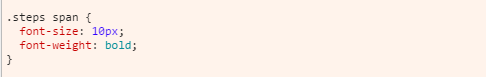 .steps span {
  font-size: 10px;
  font-weight: bold;
}